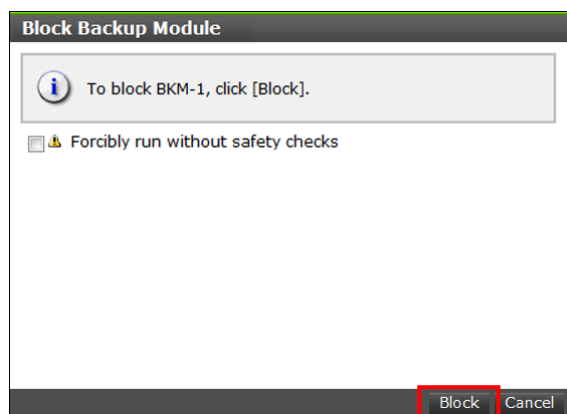 Block Backup Module
To block BKM-1, click [Block].
Forcibly run without safety checks
Block Cancel